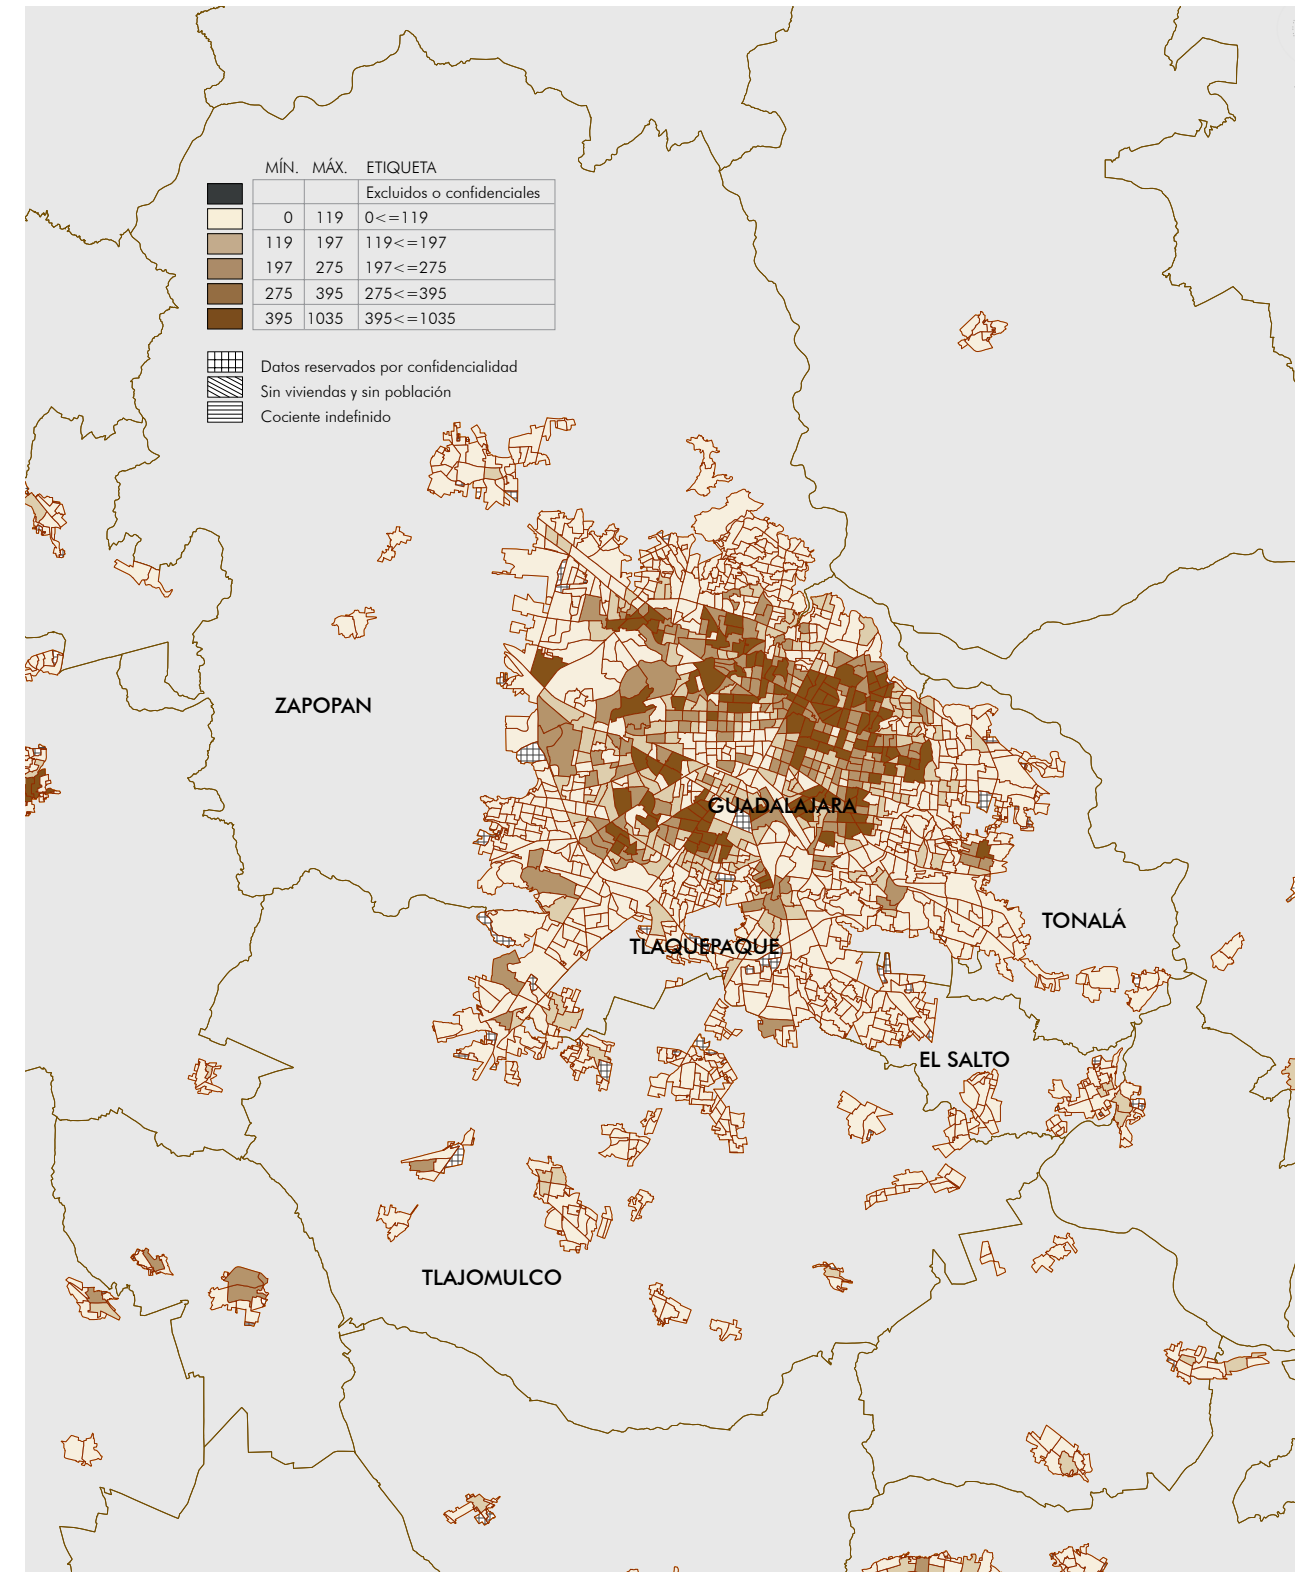 MÍN. MÁX. ETIQUETA
Excluidos o confidenciales
0 119 0<=119
119 197 119<=197
197 275 197<=275
275 395 275<=395
395 1035 395<=1035
Datos reservados por confidencialidad
Sin viviendas y sin población
Cociente indefinido
ZAPOPAN
GUADALAJARA
TONALÁ
TLAQUEPAQUE
EL SALTO
TLAJOMULCO